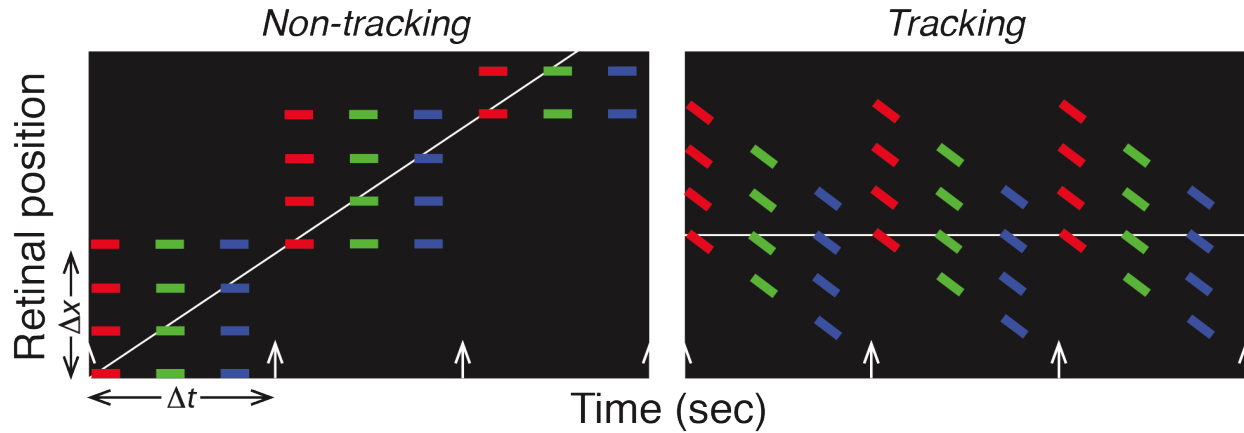 Non-tracking
Tracking
Retinal position
Δx
Δt
Time (sec)